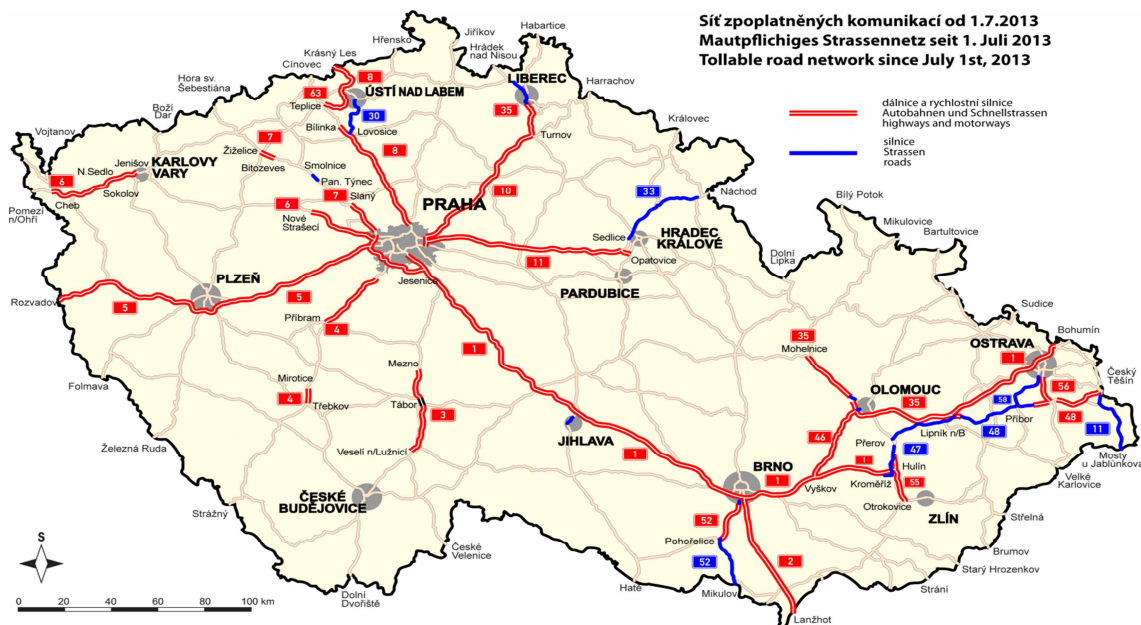 Síť zpoplatněných komunikací od 1.7.2013
Mautpflichiges Strassennetz seit 1. Juli 2013
Tollable road network since July 1st, 2013
dálnice a rychlostní silnice
Autobahnen und Schnellstrassen
highways and motorways
silnice
Strassen
roads
Habartice
Jiříkov
Hrádek
nad Nisou
Hřensko
Krásný Les
Cínovec
Hora sv.
Šebestiána
Boží
Dar
Vojtanov
8
63
ÚSTÍ NAD LABEM
Teplice
30
Bílinka
Lovosice
8
LIBEREC
35
Harrachov
Turnov
Královec
7
Žiželice
Bitozeves
Smolnice
Pan. Týnec
7
Slaný
Jenišov
KARLOVY
VARY
N.Sedlo
6
Sokolov
Cheb
Pomezí
n/Ohří
6
Nové
Strašecí
PRAHA
10
33
Náchod
Sedlice
HRADEC
KRÁLOVÉ
Opatovice
11
PARDUBICE
Bílý Potok
Mikulovice
Bartultovice
Dolní
Lipka
Jesenice
PLZEŇ
Rozvadov
5
5
Příbram
4
1
Sudice
Bohumín
OSTRAVA
1
Český
Těšín
35
Mohelnice
56
58
48
Příbor
48
11
Mosty
u Jablůnkova
OLOMOUC
35
Lipník n/B
Přerov
47
46
Folmava
Mirotice
4
Třebkov
Mezno
Tábor
3
Veselí n/Lužnicí
JIHLAVA
1
BRNO
1
Vyškov
1
Hulín
Kroměříž
55
Otrokovice
ZLÍN
Velké
Karlovice
Železná Ruda
Strážný
ČESKÉ
BUDĚJOVICE
České
Velenice
Dolní
Dvořiště
52
Pohořelice
52
2
Mikulov
Hatě
Lanžhot
Střelná
Brumov
Starý Hrozenkov
Strání
S
0 20 40 60 80 100 km